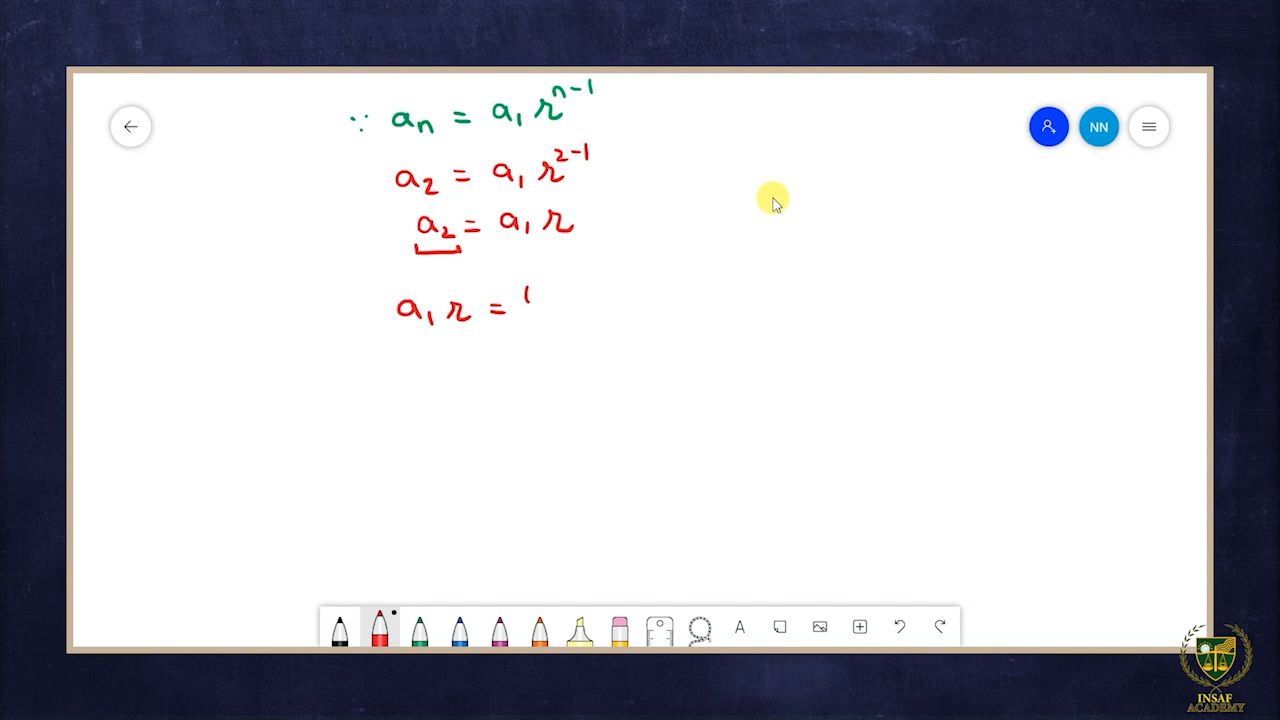 ∵ aₙ = a₁ rⁿ⁻¹
a₂ = a₁ r²⁻¹
a₂ = a₁ r
a₁ r = 1
NN
A
INSAF
ACADEMY